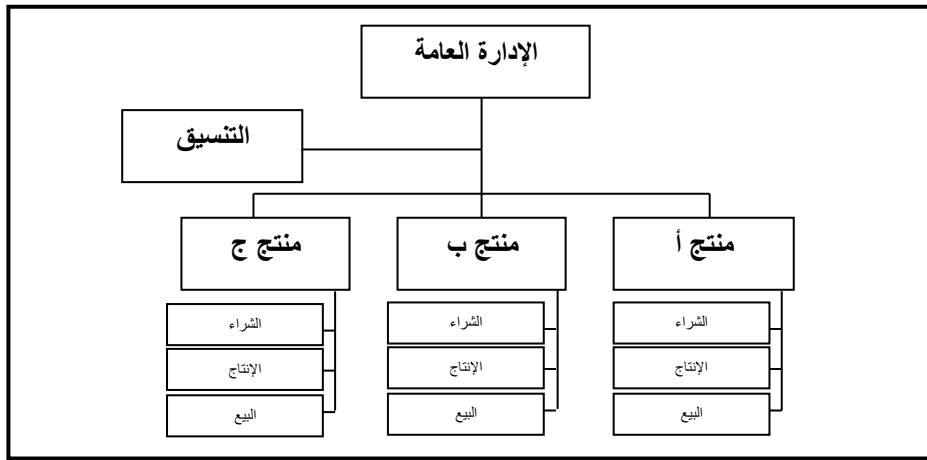 الإدارة العامة
التنسيق
منتج أ
منتج ب
منتج ج
الشراء
الشراء
الشراء
الإنتاج
الإنتاج
الإنتاج
البيع
البيع
البيع